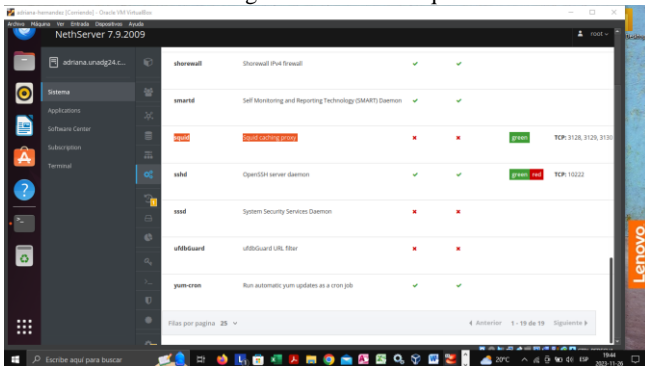 adriana-hernandez [Corriendo] - Oracle VM VirtualBox
Archivo Máquina Ver Entrada Dispositivos Ayuda
NethServer 7.9.2009
root
adriana.unadg24.c...
Sistema
Applications
Software Center
Subscription
Terminal
shorewall Shorewall IPv4 firewall
smartd Self Monitoring and Reporting Technology (SMART) Daemon
squid Squid caching proxy green TCP: 3128, 3129, 3130
sshd OpenSSH server daemon green red TCP: 10222
sssd System Security Services Daemon
ufdbGuard ufdbGuard URL filter
yum-cron Run automatic yum updates as a cron job
Filas por pagina 25 Anterior 1 - 19 de 19 Siguiente
Lenovo
Escribe aquí para buscar
20°C
ESP
19:44
2023-11-26